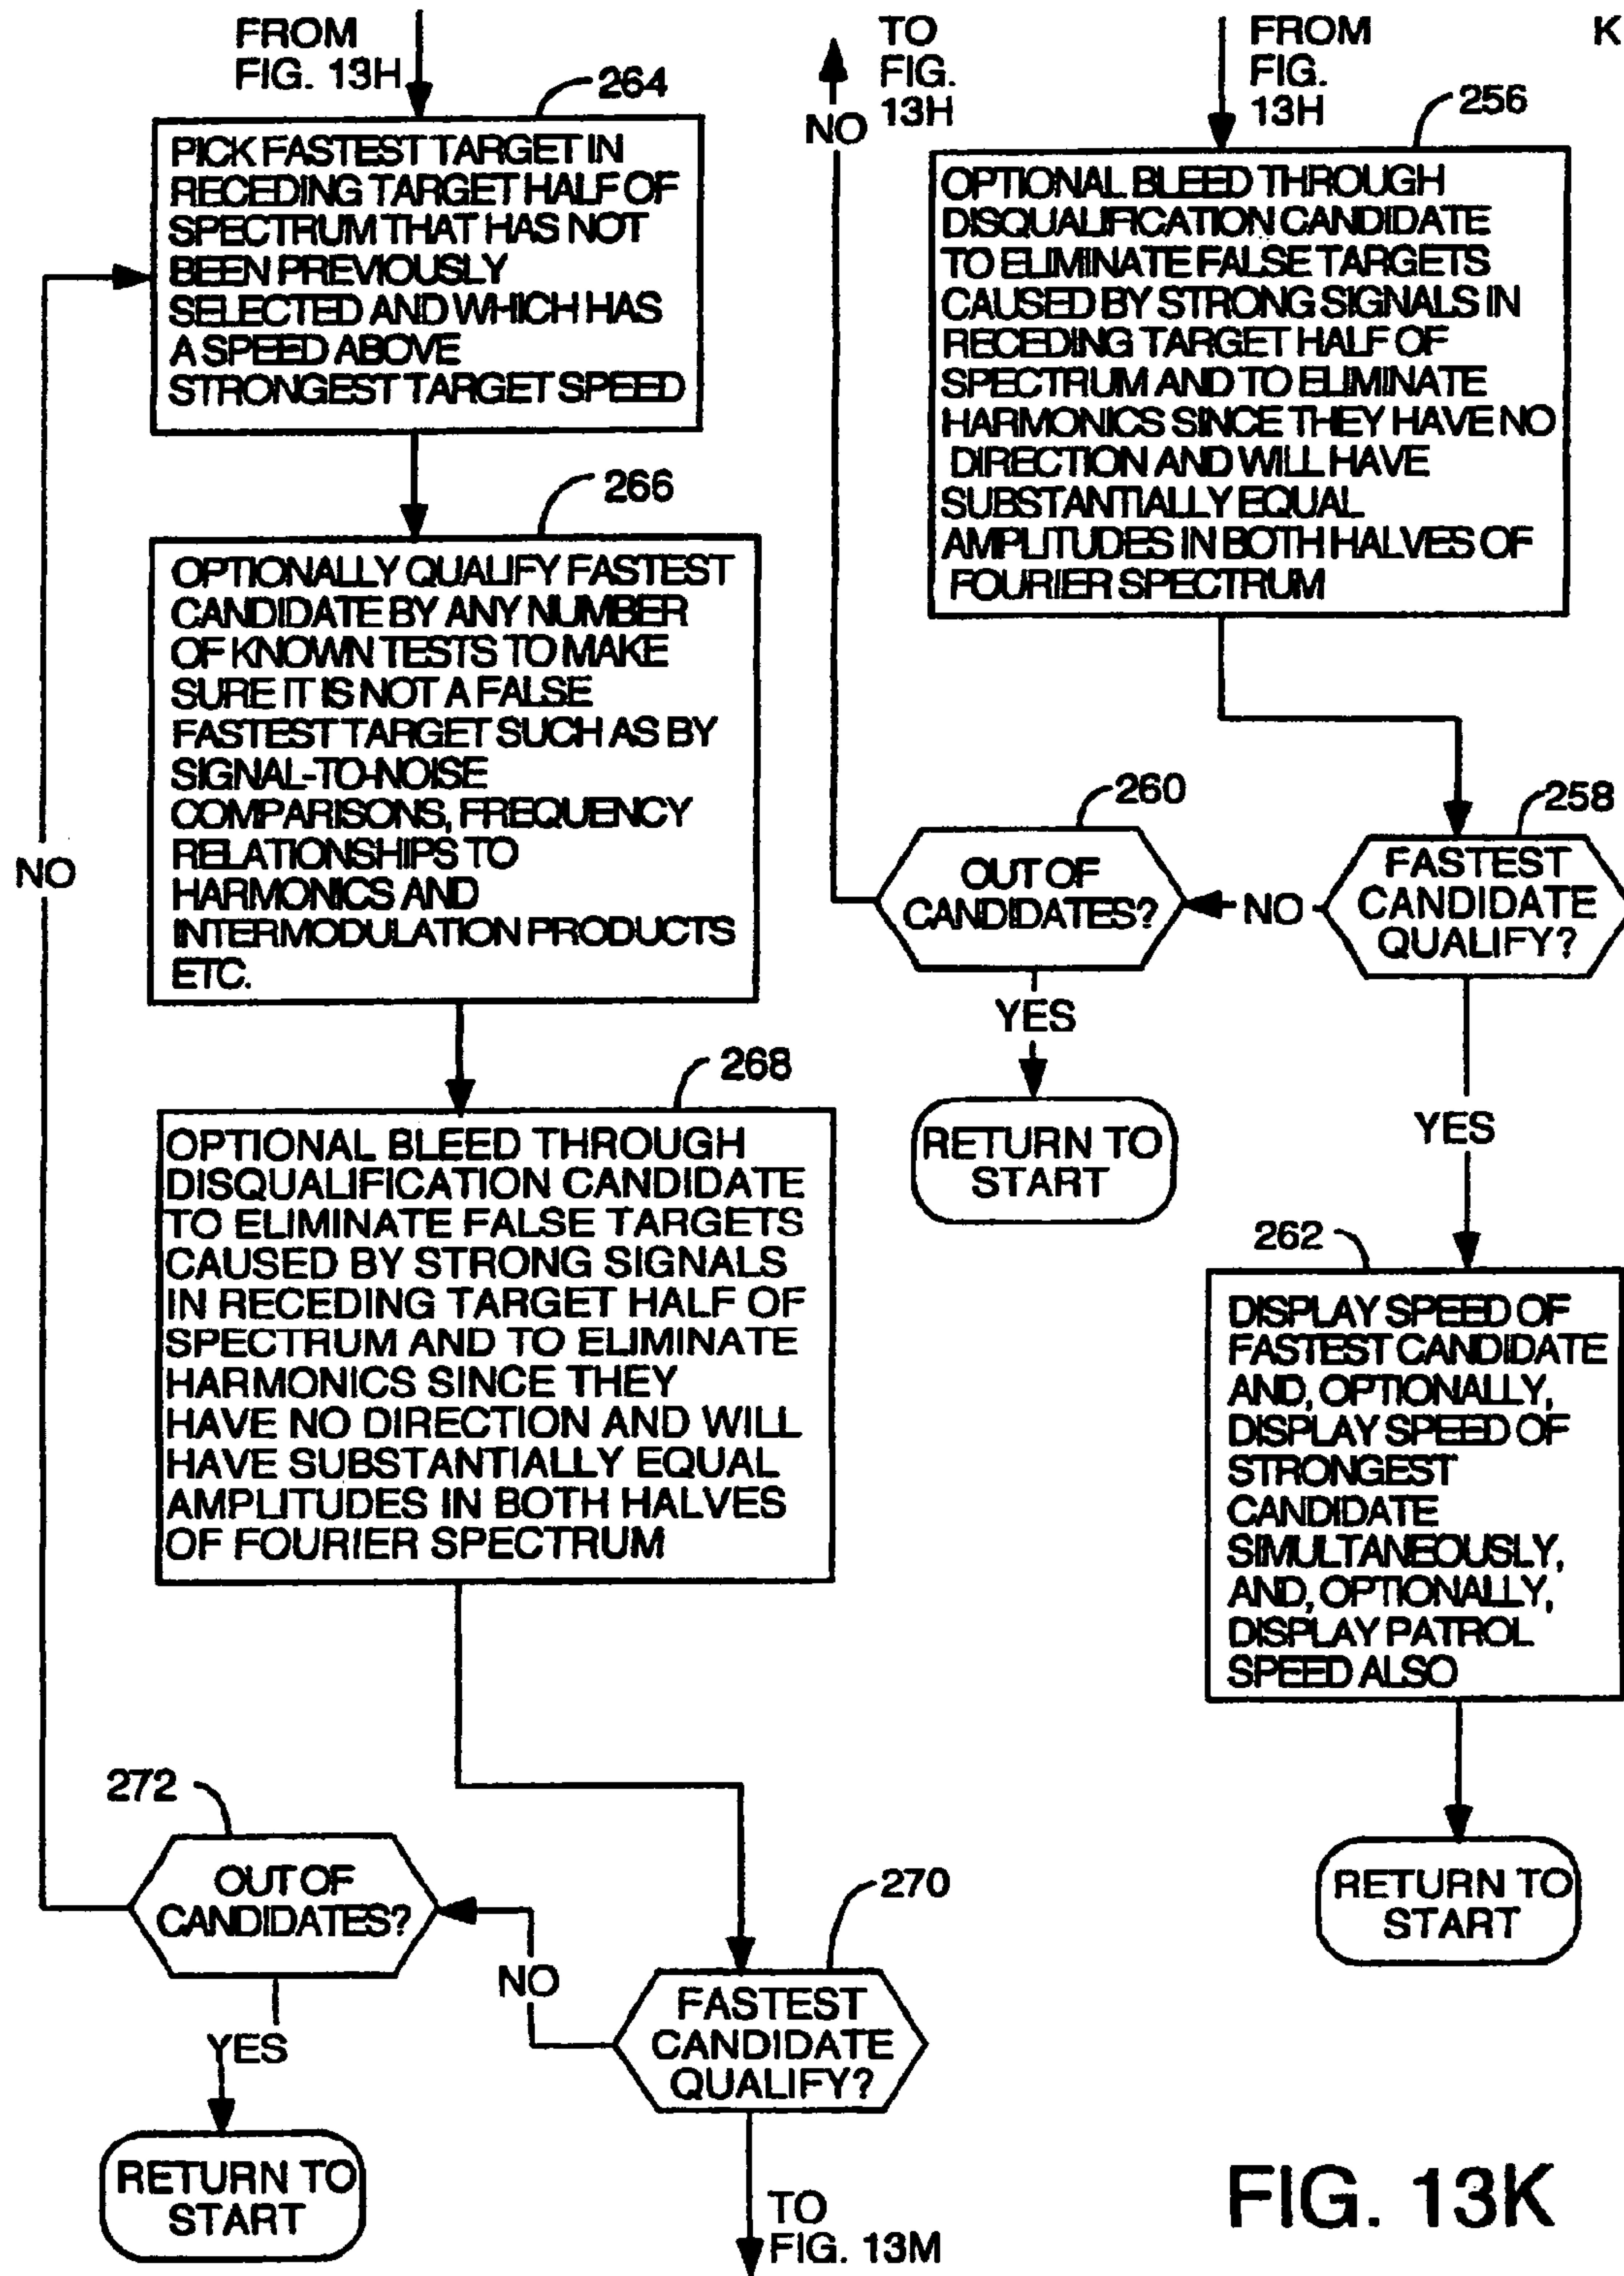 FROM
FIG. 13H
264
PICK FASTEST TARGET IN
RECEDING TARGET HALF OF
SPECTRUM THAT HAS NOT
BEEN PREVIOUSLY
SELECTED AND WHICH HAS
A SPEED ABOVE
STRONGEST TARGET SPEED
266
OPTIONALLY QUALIFY FASTEST
CANDIDATE BY ANY NUMBER
OF KNOWN TESTS TO MAKE
SURE IT IS NOT A FALSE
FASTEST TARGET SUCH AS BY
SIGNAL-TO-NOISE
COMPARISONS, FREQUENCY
RELATIONSHIPS TO
HARMONICS AND
INTERMODULATION PRODUCTS
ETC.
NO
268
OPTIONAL BLEED THROUGH
DISQUALIFICATION CANDIDATE
TO ELIMINATE FALSE TARGETS
CAUSED BY STRONG SIGNALS
IN RECEDING TARGET HALF OF
SPECTRUM AND TO ELIMINATE
HARMONICS SINCE THEY
HAVE NO DIRECTION AND WILL
HAVE SUBSTANTIALLY EQUAL
AMPLITUDES IN BOTH HALVES
OF FOURIER SPECTRUM
272
OUT OF
CANDIDATES?
270
NO
FASTEST
CANDIDATE
QUALIFY?
YES
RETURN TO
START
TO
FIG. 13M
TO
FIG.
13H
NO
FROM
FIG.
13H
K
256
OPTIONAL BLEED THROUGH
DISQUALIFICATION CANDIDATE
TO ELIMINATE FALSE TARGETS
CAUSED BY STRONG SIGNALS IN
RECEDING TARGET HALF OF
SPECTRUM AND TO ELIMINATE
HARMONICS SINCE THEY HAVE NO
DIRECTION AND WILL HAVE
SUBSTANTIALLY EQUAL
AMPLITUDES IN BOTH HALVES OF
FOURIER SPECTRUM
260
OUT OF
CANDIDATES?
NO
258
FASTEST
CANDIDATE
QUALIFY?
YES
RETURN TO
START
YES
262
DISPLAY SPEED OF
FASTEST CANDIDATE
AND, OPTIONALLY,
DISPLAY SPEED OF
STRONGEST
CANDIDATE
SIMULTANEOUSLY,
AND, OPTIONALLY,
DISPLAY PATROL
SPEED ALSO
RETURN TO
START
FIG. 13K